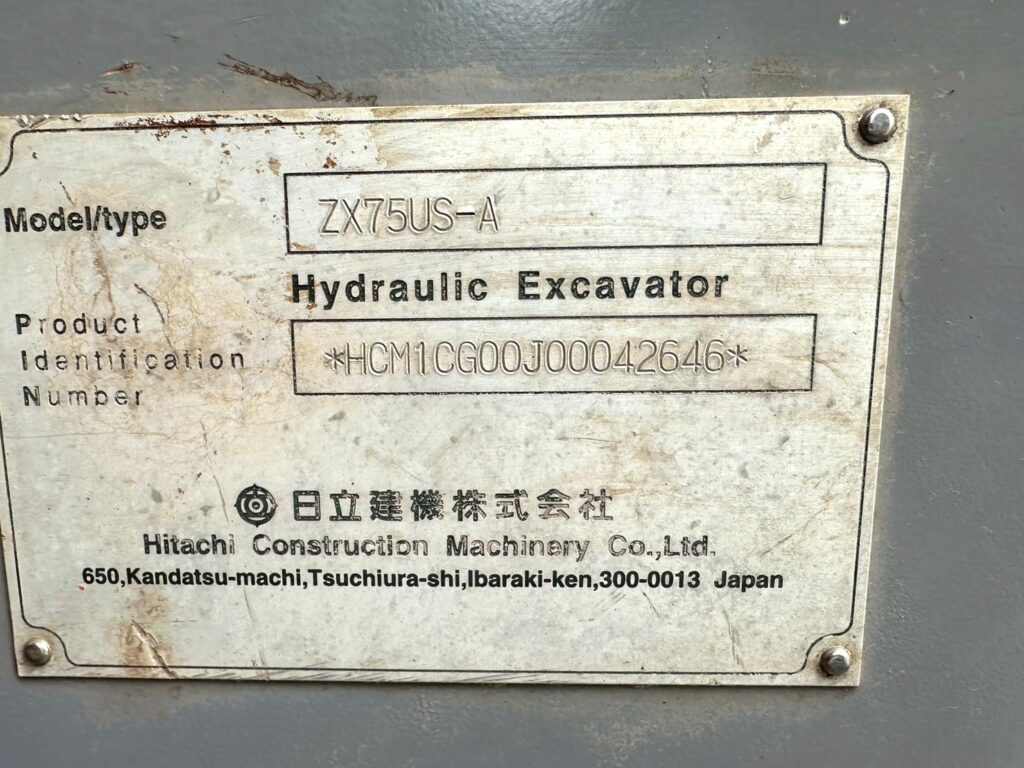 Model/type
ZX75US-A
Hydraulic Excavator
Product
Identification
Number
*HCM1CG00J00042646*
日立建機株式会社
Hitachi Construction Machinery Co.,Ltd.
650,Kandatsu-machi,Tsuchiura-shi,Ibaraki-ken,300-0013 Japan